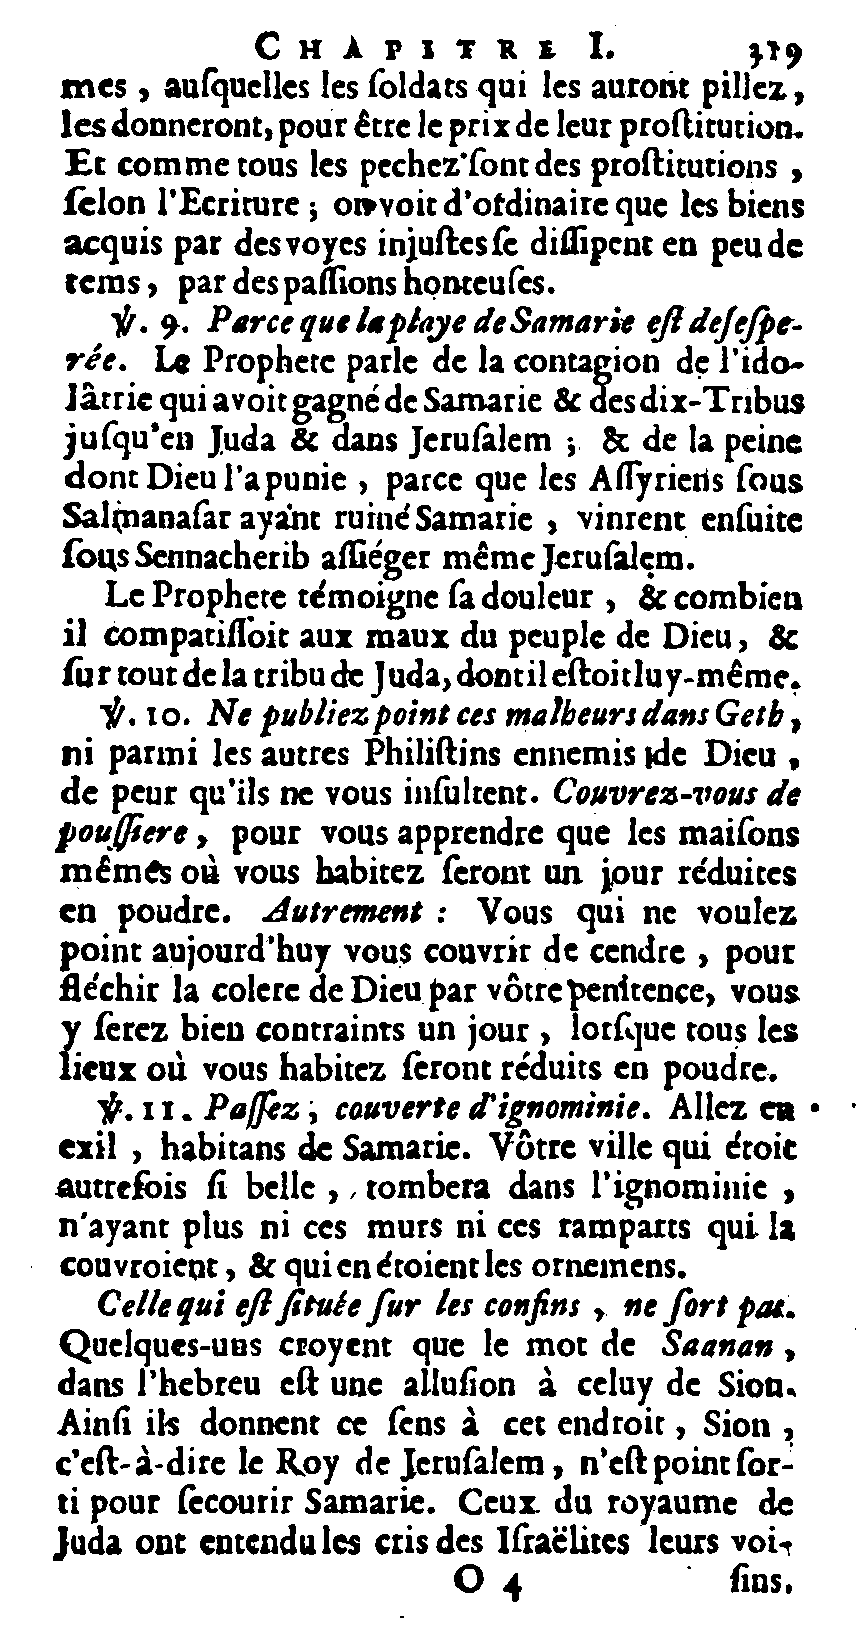 CHAPITRE I. 319
mes, auſquelles les ſoldats qui les auront pillez,
les donneront, pour être le prix de leur proſtitution.
Et comme tous les pechez ſont des proſtitutions,
ſelon l'Ecriture; on voit d'ordinaire que les biens
acquis par des voyes injuſtes ſe diſſipent en peu de
tems, par des paſſions honteuſes.
℣. 9. Parce que la playe de Samarie eſt deſeſpe-
rée. Le Prophete parle de la contagion de l'ido-
lâtrie qui avoit gagné de Samarie & des dix-Tribus
juſqu'en Juda & dans Jeruſalem; & de la peine
dont Dieu l'a punie, parce que les Aſſyriens ſous
Salmanaſar ayant ruiné Samarie, vinrent enſuite
ſous Sennacherib aſſiéger même Jeruſalem.
Le Prophete témoigne ſa douleur, & combien
il compatiſſoit aux maux du peuple de Dieu, &
ſur tout de la tribu de Juda, dont il eſtoit luy-même.
℣. 10. Ne publiez point ces malheurs dans Geth,
ni parmi les autres Philiſtins ennemis de Dieu,
de peur qu'ils ne vous inſultent. Couvrez-vous de
pouſſiere, pour vous apprendre que les maiſons
mêmes où vous habitez ſeront un jour réduites
en poudre. Autrement : Vous qui ne voulez
point aujourd'huy vous couvrir de cendre, pour
fléchir la colere de Dieu par vôtre penitence, vous
y ſerez bien contraints un jour, lorſque tous les
lieux où vous habitez ſeront réduits en poudre.
℣. 11. Paſſez, couverte d'ignominie. Allez en
exil, habitans de Samarie. Vôtre ville qui étoit
autrefois ſi belle, tombera dans l'ignominie,
n'ayant plus ni ces murs ni ces ramparts qui la
couvroient, & qui en étoient les ornemens.
Celle qui eſt ſituée ſur les confins, ne ſort pas.
Quelques-uns croyent que le mot de Saanan,
dans l'hebreu eſt une alluſion à celuy de Sion.
Ainſi ils donnent ce ſens à cet endroit, Sion,
c'eſt-à-dire le Roy de Jeruſalem, n'eſt point ſor-
ti pour ſecourir Samarie. Ceux du royaume de
Juda ont entendu les cris des Iſraëlites leurs voi-
O 4 ſins.